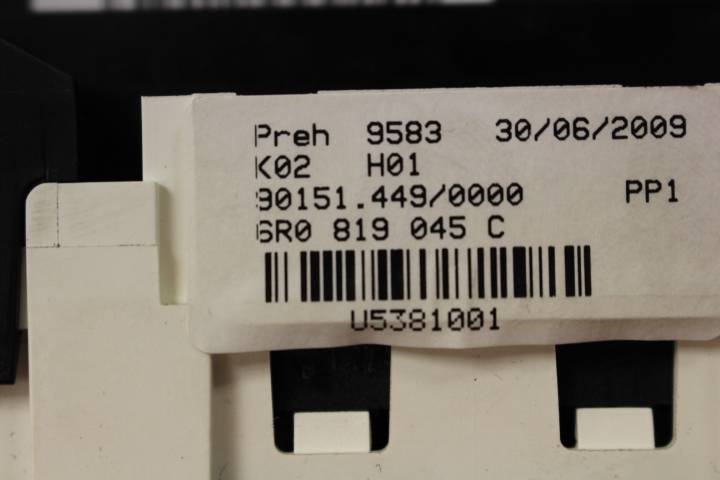 Preh 9583 30/06/2009
K02 H01
90151.449/0000 PP1
6R0 819 045 C
U5381001